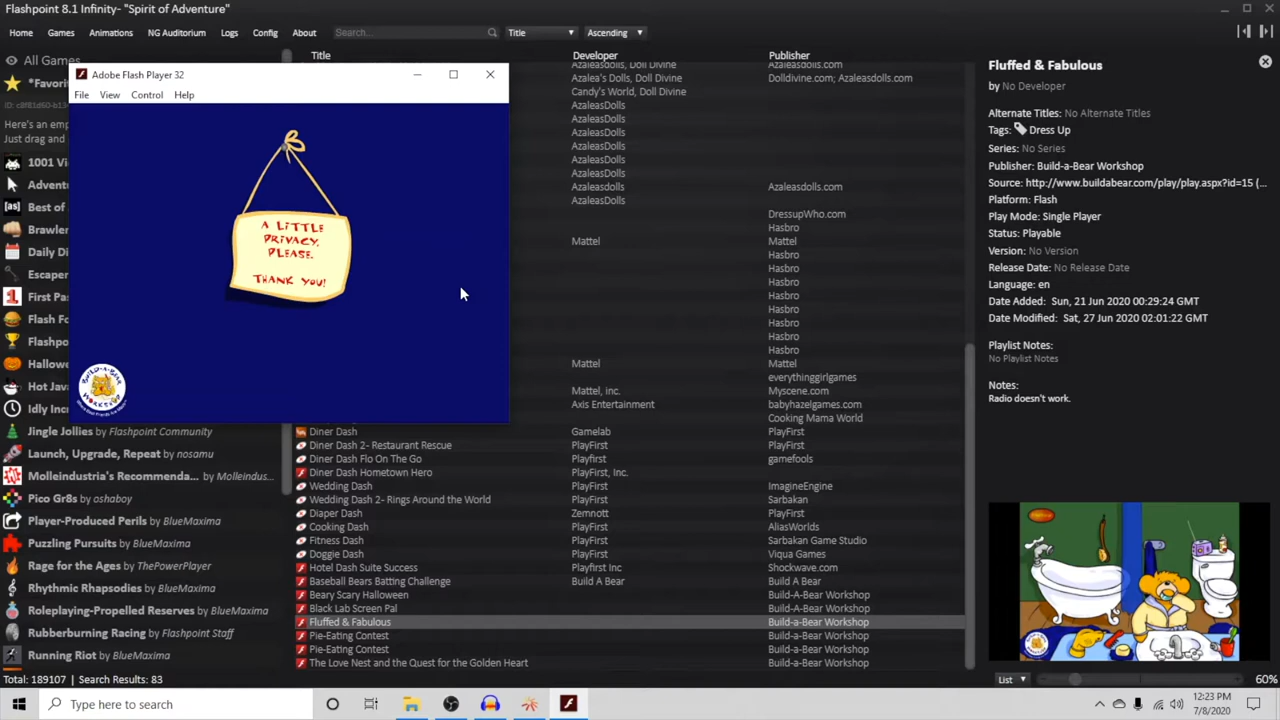 Flashpoint 8.1 Infinity- "Spirit of Adventure"
Home Games Animations NG Auditorium Logs Config About Search... Title Ascending
All Games
Title Developer Publisher
*Favori
Here's an emp
Just drag and
1001 Vi
Adventu
Best of
Brawler
Daily Di
Escaper
First Pa
Flash Fo
Flashpo
Hallowe
Hot Java
Idly Inc
Jingle Jollies by Flashpoint Community
Launch, Upgrade, Repeat by nosamu
Molleindustria's Recommenda... by Molleindus...
Pico Gr8s by oshaboy
Player-Produced Perils by BlueMaxima
Puzzling Pursuits by BlueMaxima
Rage for the Ages by ThePowerPlayer
Rhythmic Rhapsodies by BlueMaxima
Roleplaying-Propelled Reserves by BlueMaxima
Rubberburning Racing by Flashpoint Staff
Running Riot by BlueMaxima
Adobe Flash Player 32
File View Control Help
A LITTLE
PRIVACY,
PLEASE.
THANK YOU!
BUILD-A-BEAR
WORKSHOP
Azaleasdolls, Doll Divine Azaleasdolls.com
Azalea's Dolls, Doll Divine Dolldivine.com; Azaleasdolls.com
Candy's World, Doll Divine
AzaleasDolls
AzaleasDolls
AzaleasDolls
AzaleasDolls
AzaleasDolls
AzaleasDolls
Azaleasdolls Azaleasdolls.com
AzaleasDolls
DressupWho.com
Hasbro
Mattel Mattel
Hasbro
Hasbro
Hasbro
Hasbro
Hasbro
Hasbro
Hasbro
Hasbro
Mattel Mattel
everythinggirlgames
Mattel, inc. Myscene.com
Axis Entertainment babyhazelgames.com
Cooking Mama World
Diner Dash Gamelab PlayFirst
Diner Dash 2- Restaurant Rescue PlayFirst PlayFirst
Diner Dash Flo On The Go Playfirst gamefools
Diner Dash Hometown Hero PlayFirst, Inc.
Wedding Dash PlayFirst ImagineEngine
Wedding Dash 2- Rings Around the World PlayFirst Sarbakan
Diaper Dash Zemnott PlayFirst
Cooking Dash PlayFirst AliasWorlds
Fitness Dash PlayFirst Sarbakan Game Studio
Doggie Dash PlayFirst Viqua Games
Hotel Dash Suite Success Playfirst Inc Shockwave.com
Baseball Bears Batting Challenge Build A Bear Build A Bear
Beary Scary Halloween Build-A-Bear Workshop
Black Lab Screen Pal Build-A-Bear Workshop
Fluffed & Fabulous Build-a-Bear Workshop
Pie-Eating Contest Build-a-Bear Workshop
Pie-Eating Contest Build-a-Bear Workshop
The Love Nest and the Quest for the Golden Heart Build-a-Bear Workshop
Fluffed & Fabulous
by No Developer
Alternate Titles: No Alternate Titles
Tags: Dress Up
Series: No Series
Publisher: Build-a-Bear Workshop
Source: http://www.buildabear.com/play/play.aspx?id=15 (...
Platform: Flash
Play Mode: Single Player
Status: Playable
Version: No Version
Release Date: No Release Date
Language: en
Date Added: Sun, 21 Jun 2020 00:29:24 GMT
Date Modified: Sat, 27 Jun 2020 02:01:22 GMT
Playlist Notes:
No Playlist Notes
Notes:
Radio doesn't work.
Total: 189107 | Search Results: 83 List 60%
Type here to search
12:23 PM
7/8/2020